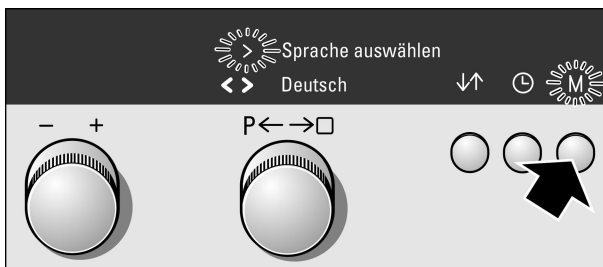 > Sprache auswählen
< > Deutsch
↓↑ M
− +
P← →□